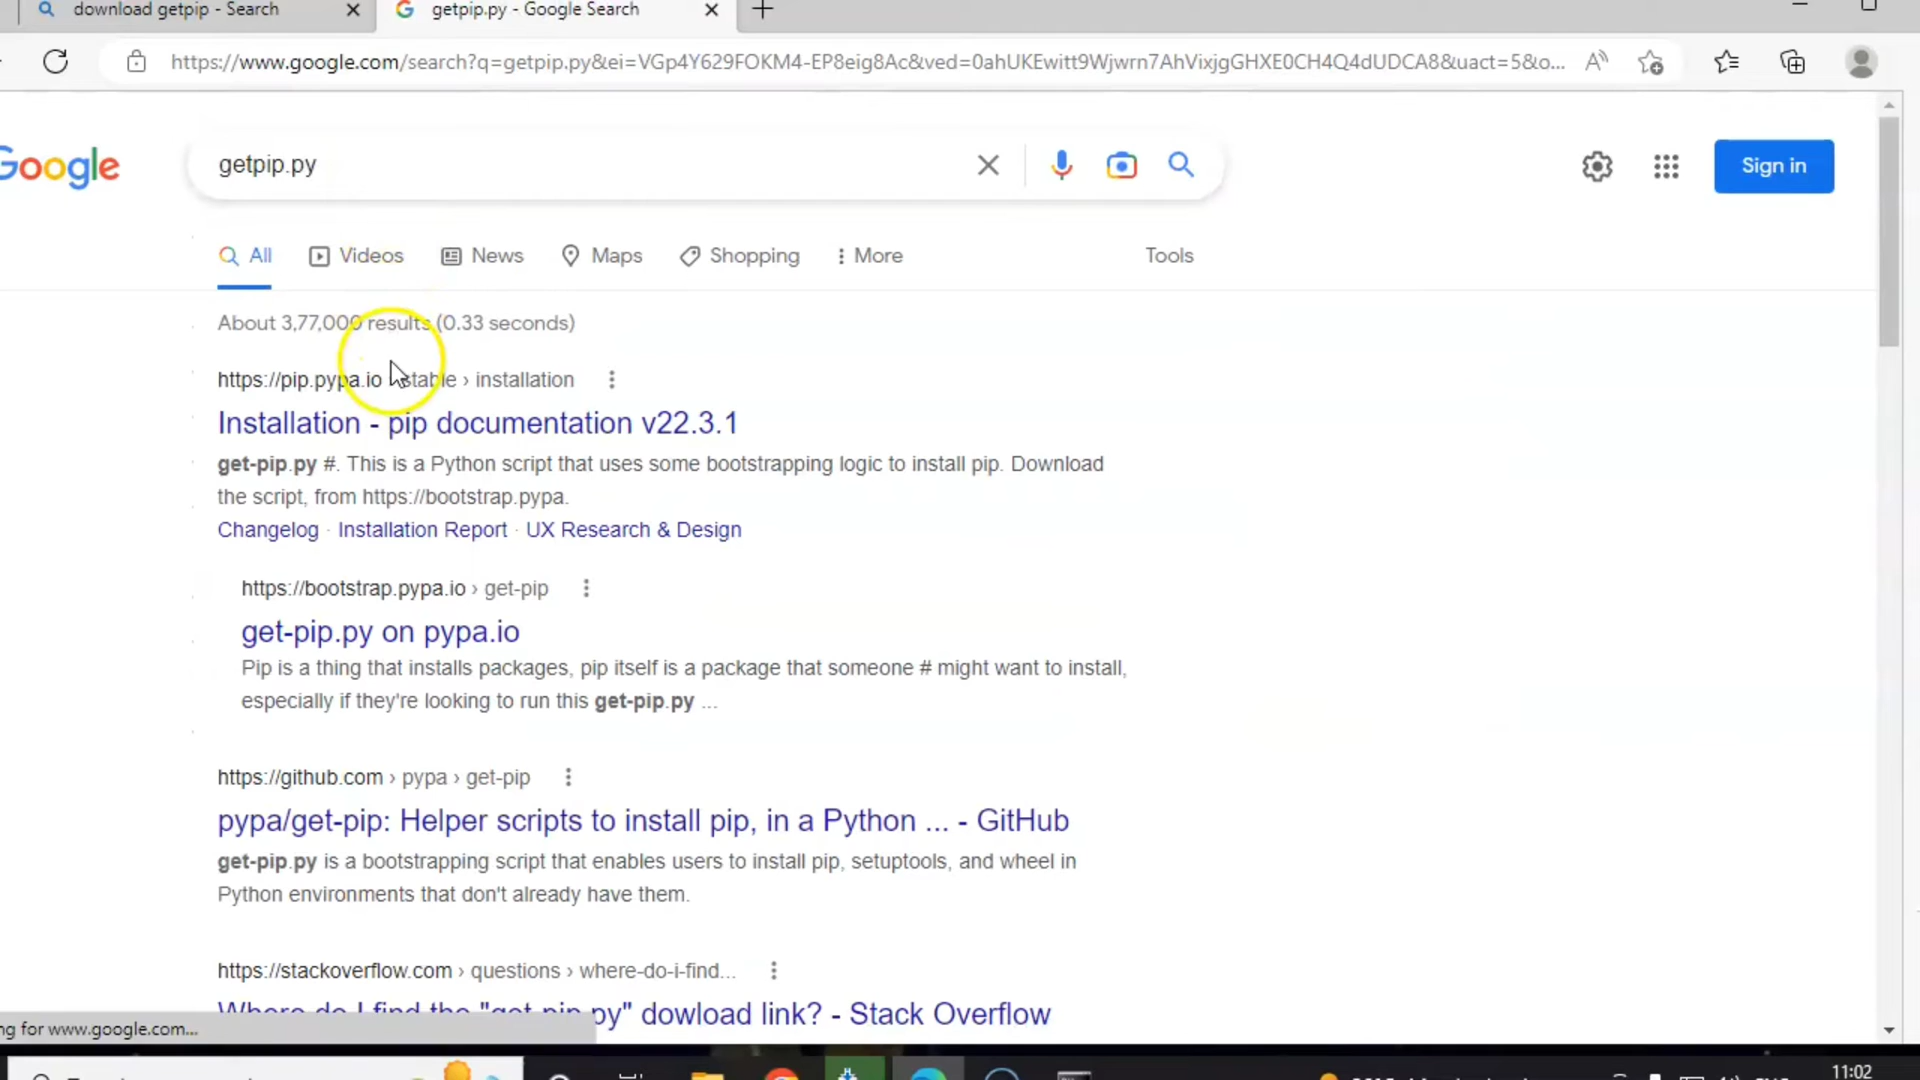 download getpip - Search
getpip.py - Google Search
https://www.google.com/search?q=getpip.py&ei=VGp4Y629FOKM4-EP8eig8Ac&ved=0ahUKEwitt9Wjwrn7AhVixjgGHXE0CH4Q4dUDCA8&uact=5&o...
Google
getpip.py
Sign in
All Videos News Maps Shopping More Tools
About 3,77,000 results (0.33 seconds)
https://pip.pypa.io › stable › installation
Installation - pip documentation v22.3.1
get-pip.py #. This is a Python script that uses some bootstrapping logic to install pip. Download
the script, from https://bootstrap.pypa.
Changelog · Installation Report · UX Research & Design
https://bootstrap.pypa.io › get-pip
get-pip.py on pypa.io
Pip is a thing that installs packages, pip itself is a package that someone # might want to install,
especially if they're looking to run this get-pip.py ...
https://github.com › pypa › get-pip
pypa/get-pip: Helper scripts to install pip, in a Python ... - GitHub
get-pip.py is a bootstrapping script that enables users to install pip, setuptools, and wheel in
Python environments that don't already have them.
https://stackoverflow.com › questions › where-do-i-find...
Where do I find the "get-pip.py" dowload link? - Stack Overflow
ng for www.google.com...
11:02